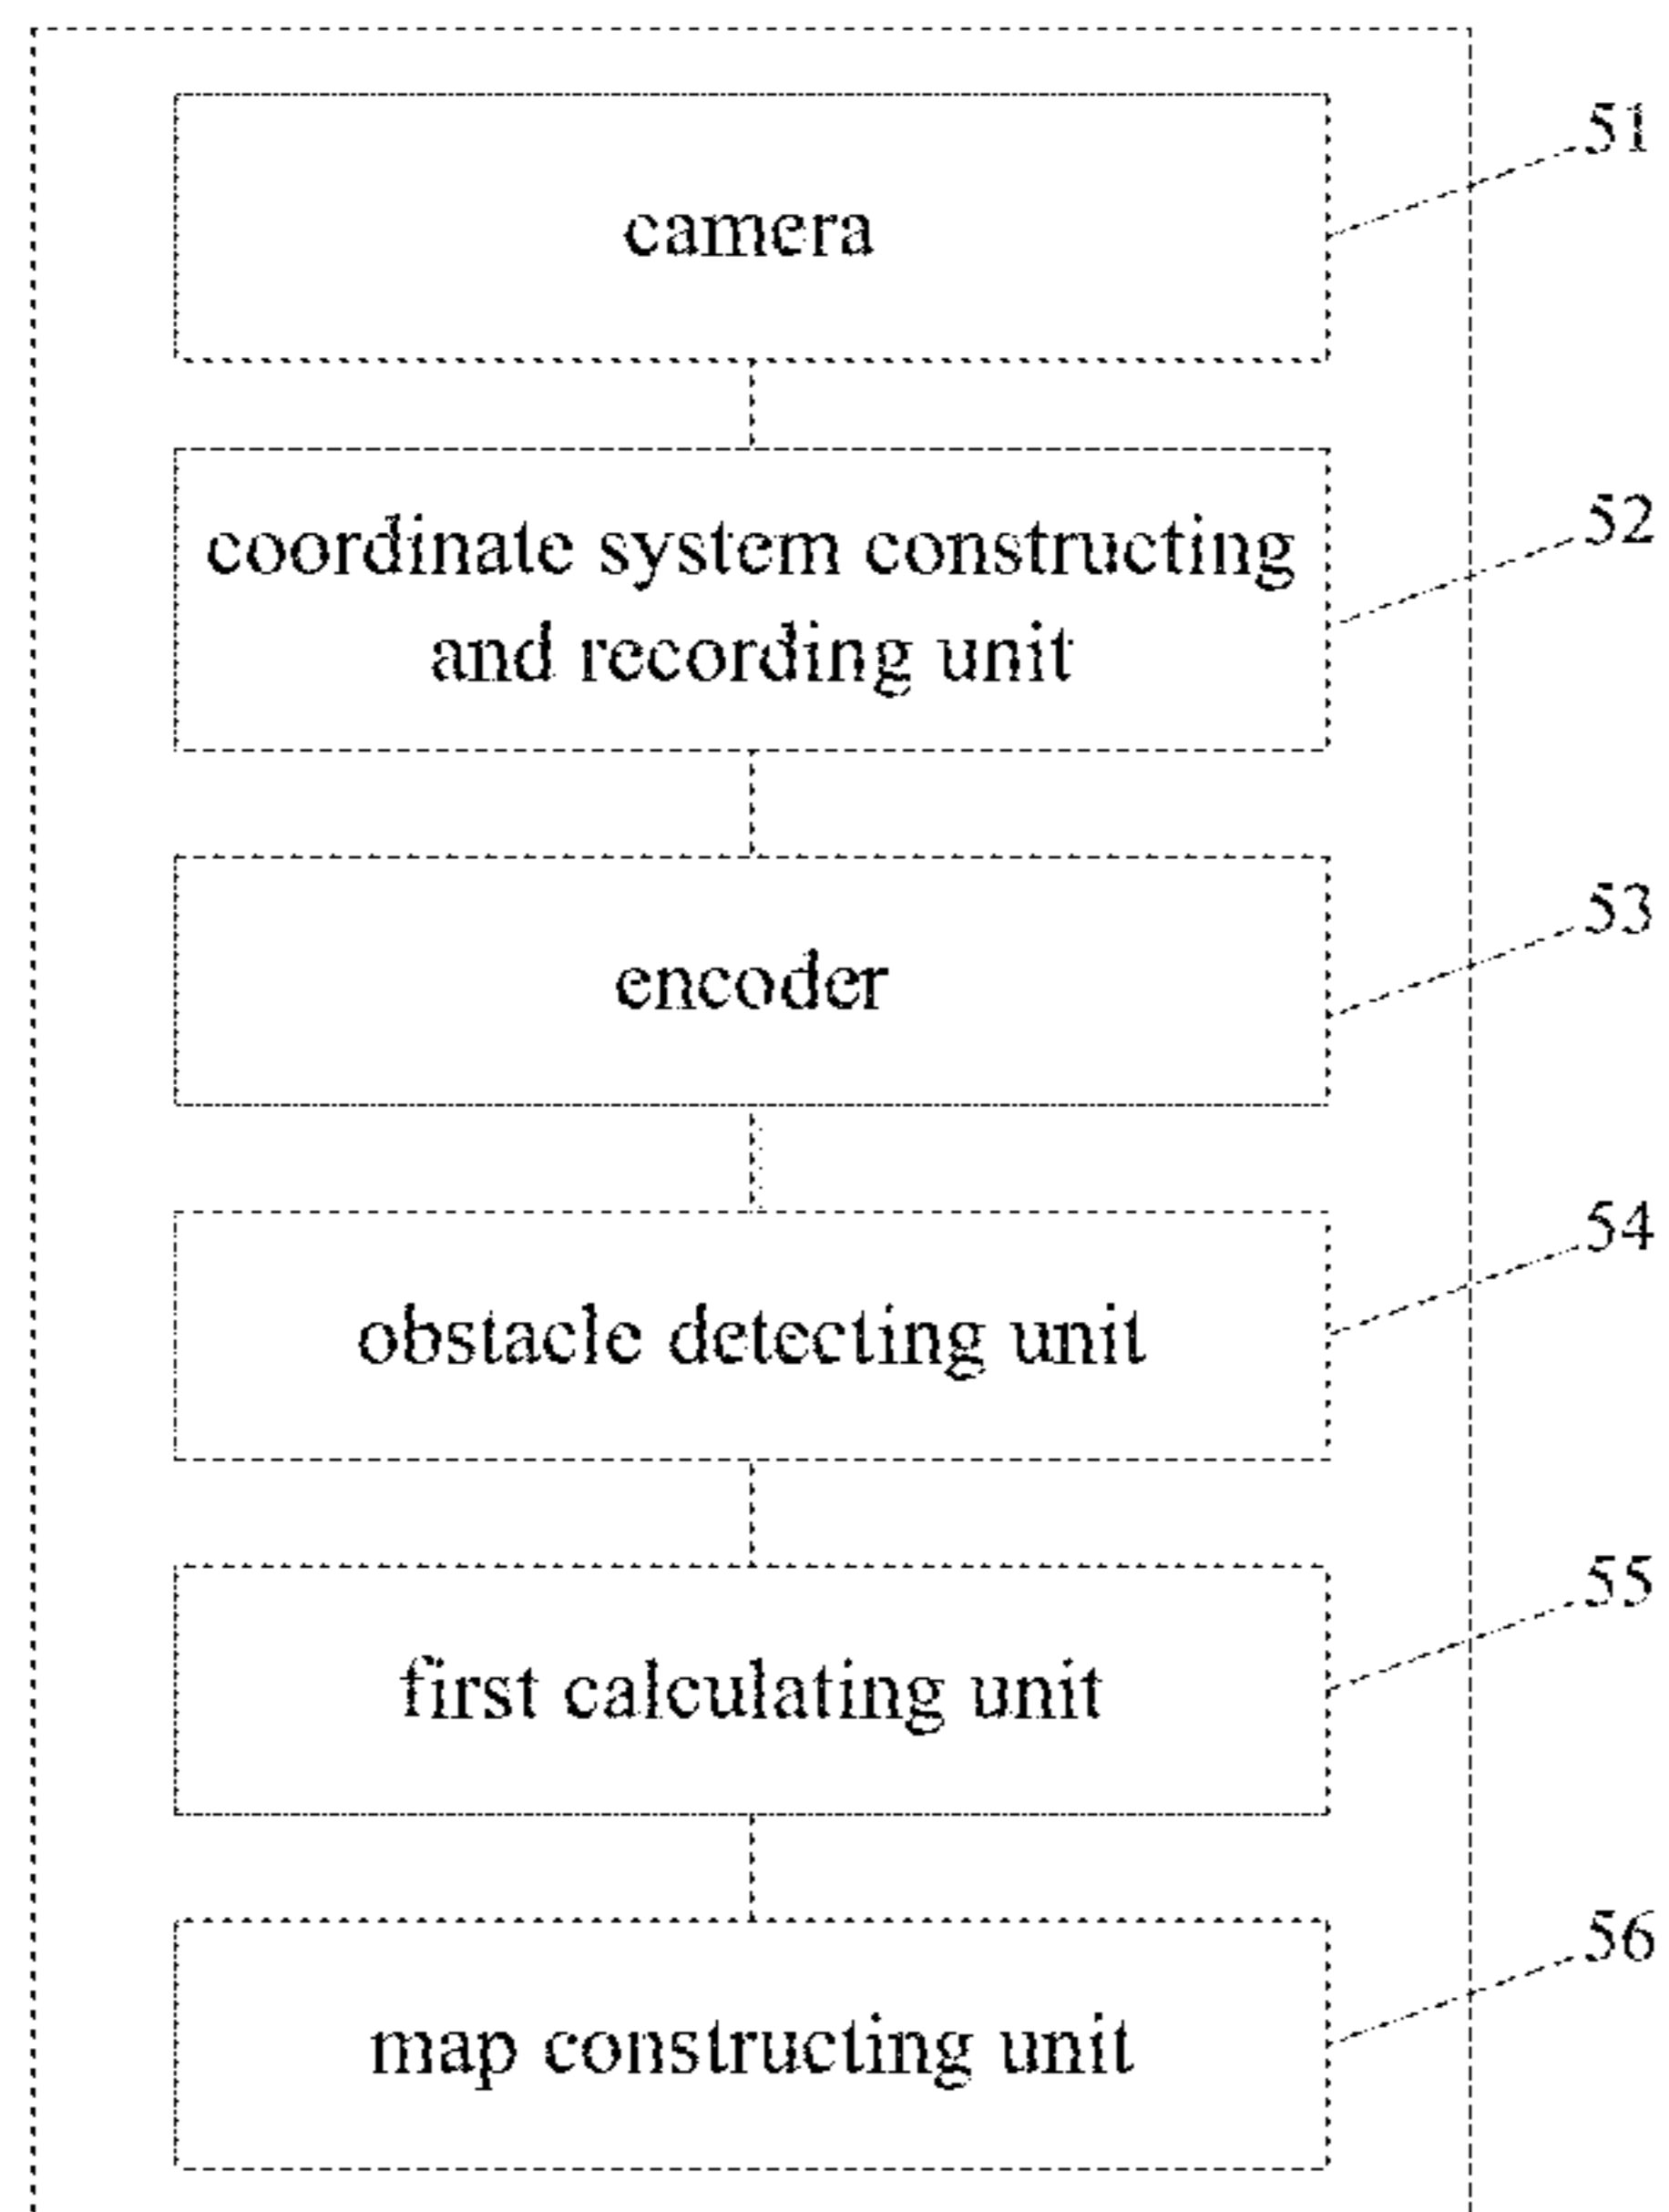 camera
51
coordinate system constructing
and recording unit
52
encoder
53
obstacle detecting unit
54
first calculating unit
55
map constructing unit
56